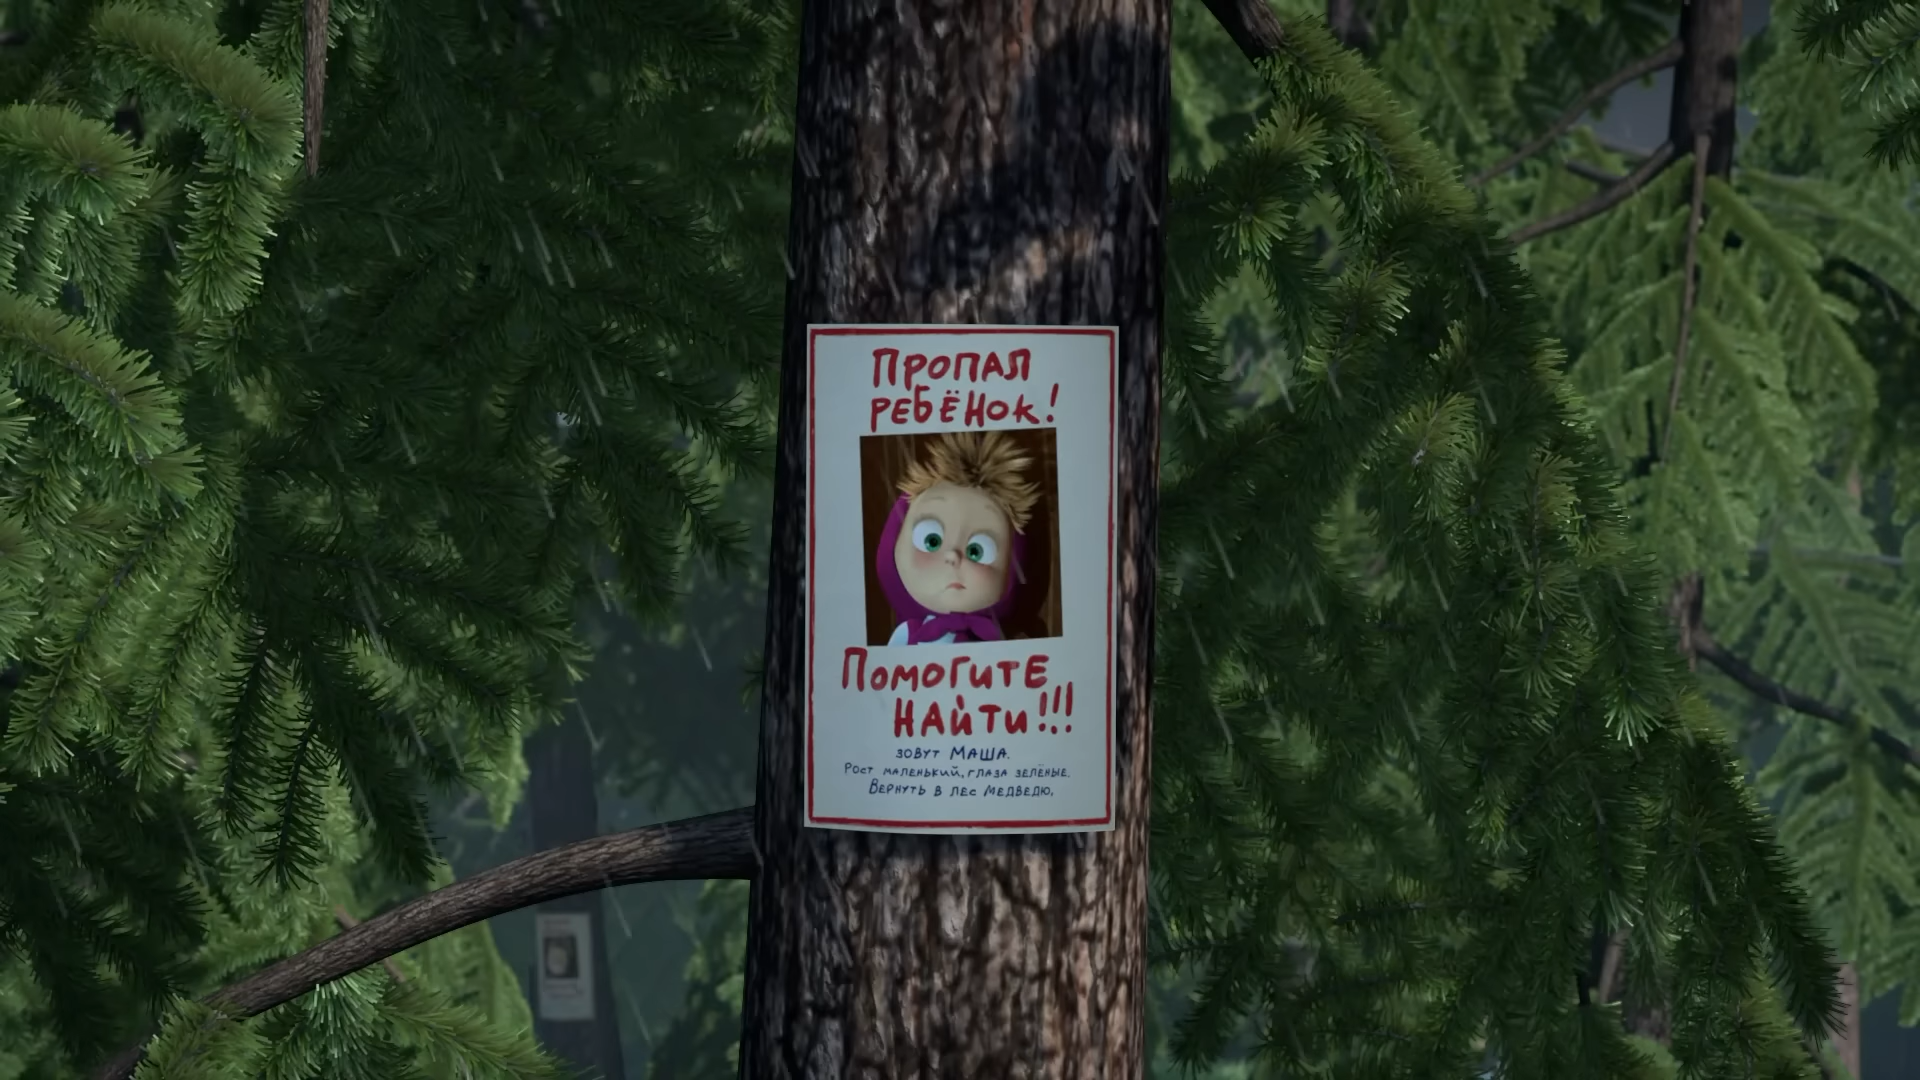 ПРОПАЛ
РЕБЁНОК!
ПОМОГИТЕ
НАЙТИ!!!
ЗОВУТ МАША.
РОСТ МАЛЕНЬКИЙ, ГЛАЗА ЗЕЛЁНЫЕ.
ВЕРНУТЬ В ЛЕС МЕДВЕДЮ.